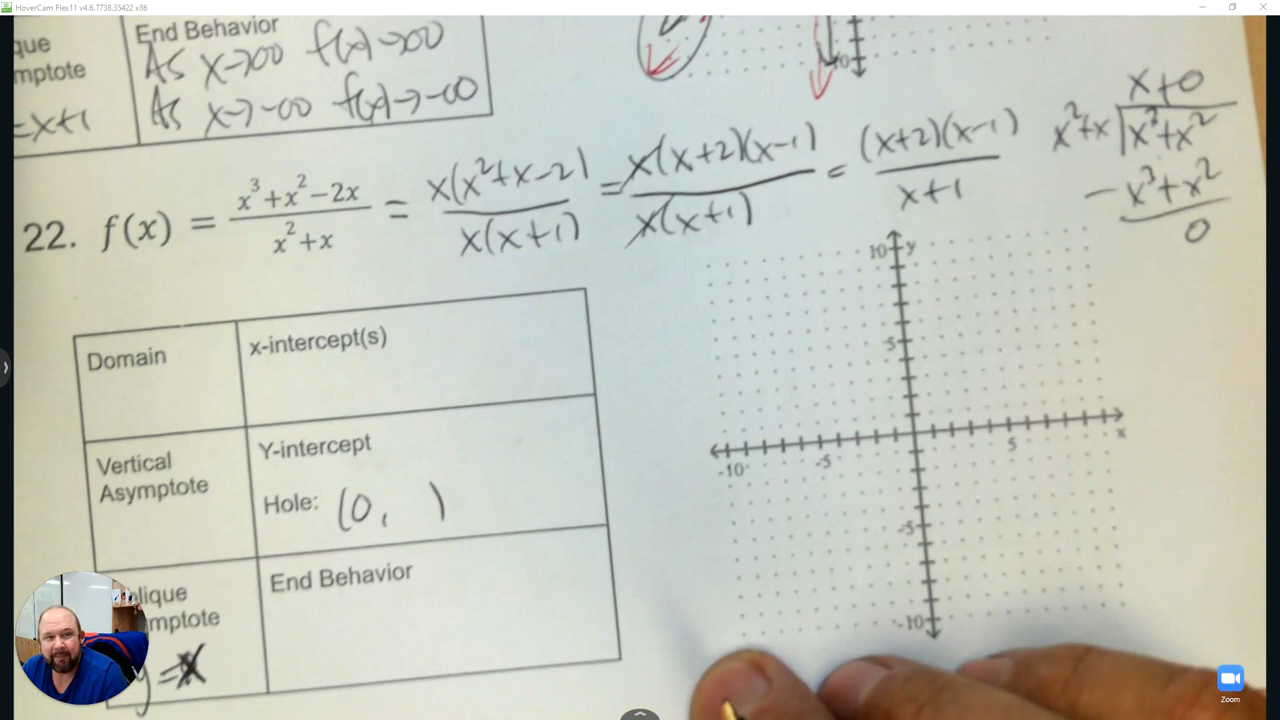 HoverCam Flex11 v4.6.7738.35422.x86
que
mptote
=x+1
End Behavior
As x→∞ f(x)→∞
As x→-∞ f(x)→-∞
22. f(x) = x³+x²−2x / x²+x = x(x²+x−2) / x(x+1) = x(x+2)(x−1) / x(x+1) = (x+2)(x−1) / x+1
x+0
x²+x x³+x²
− x³+x²
0
Domain
x-intercept(s)
Vertical
Asymptote
Y-intercept
Hole: (0, )
lique
mptote
y=x
End Behavior
10 y
5
-10 -5 5 x
-5
-10
Zoom